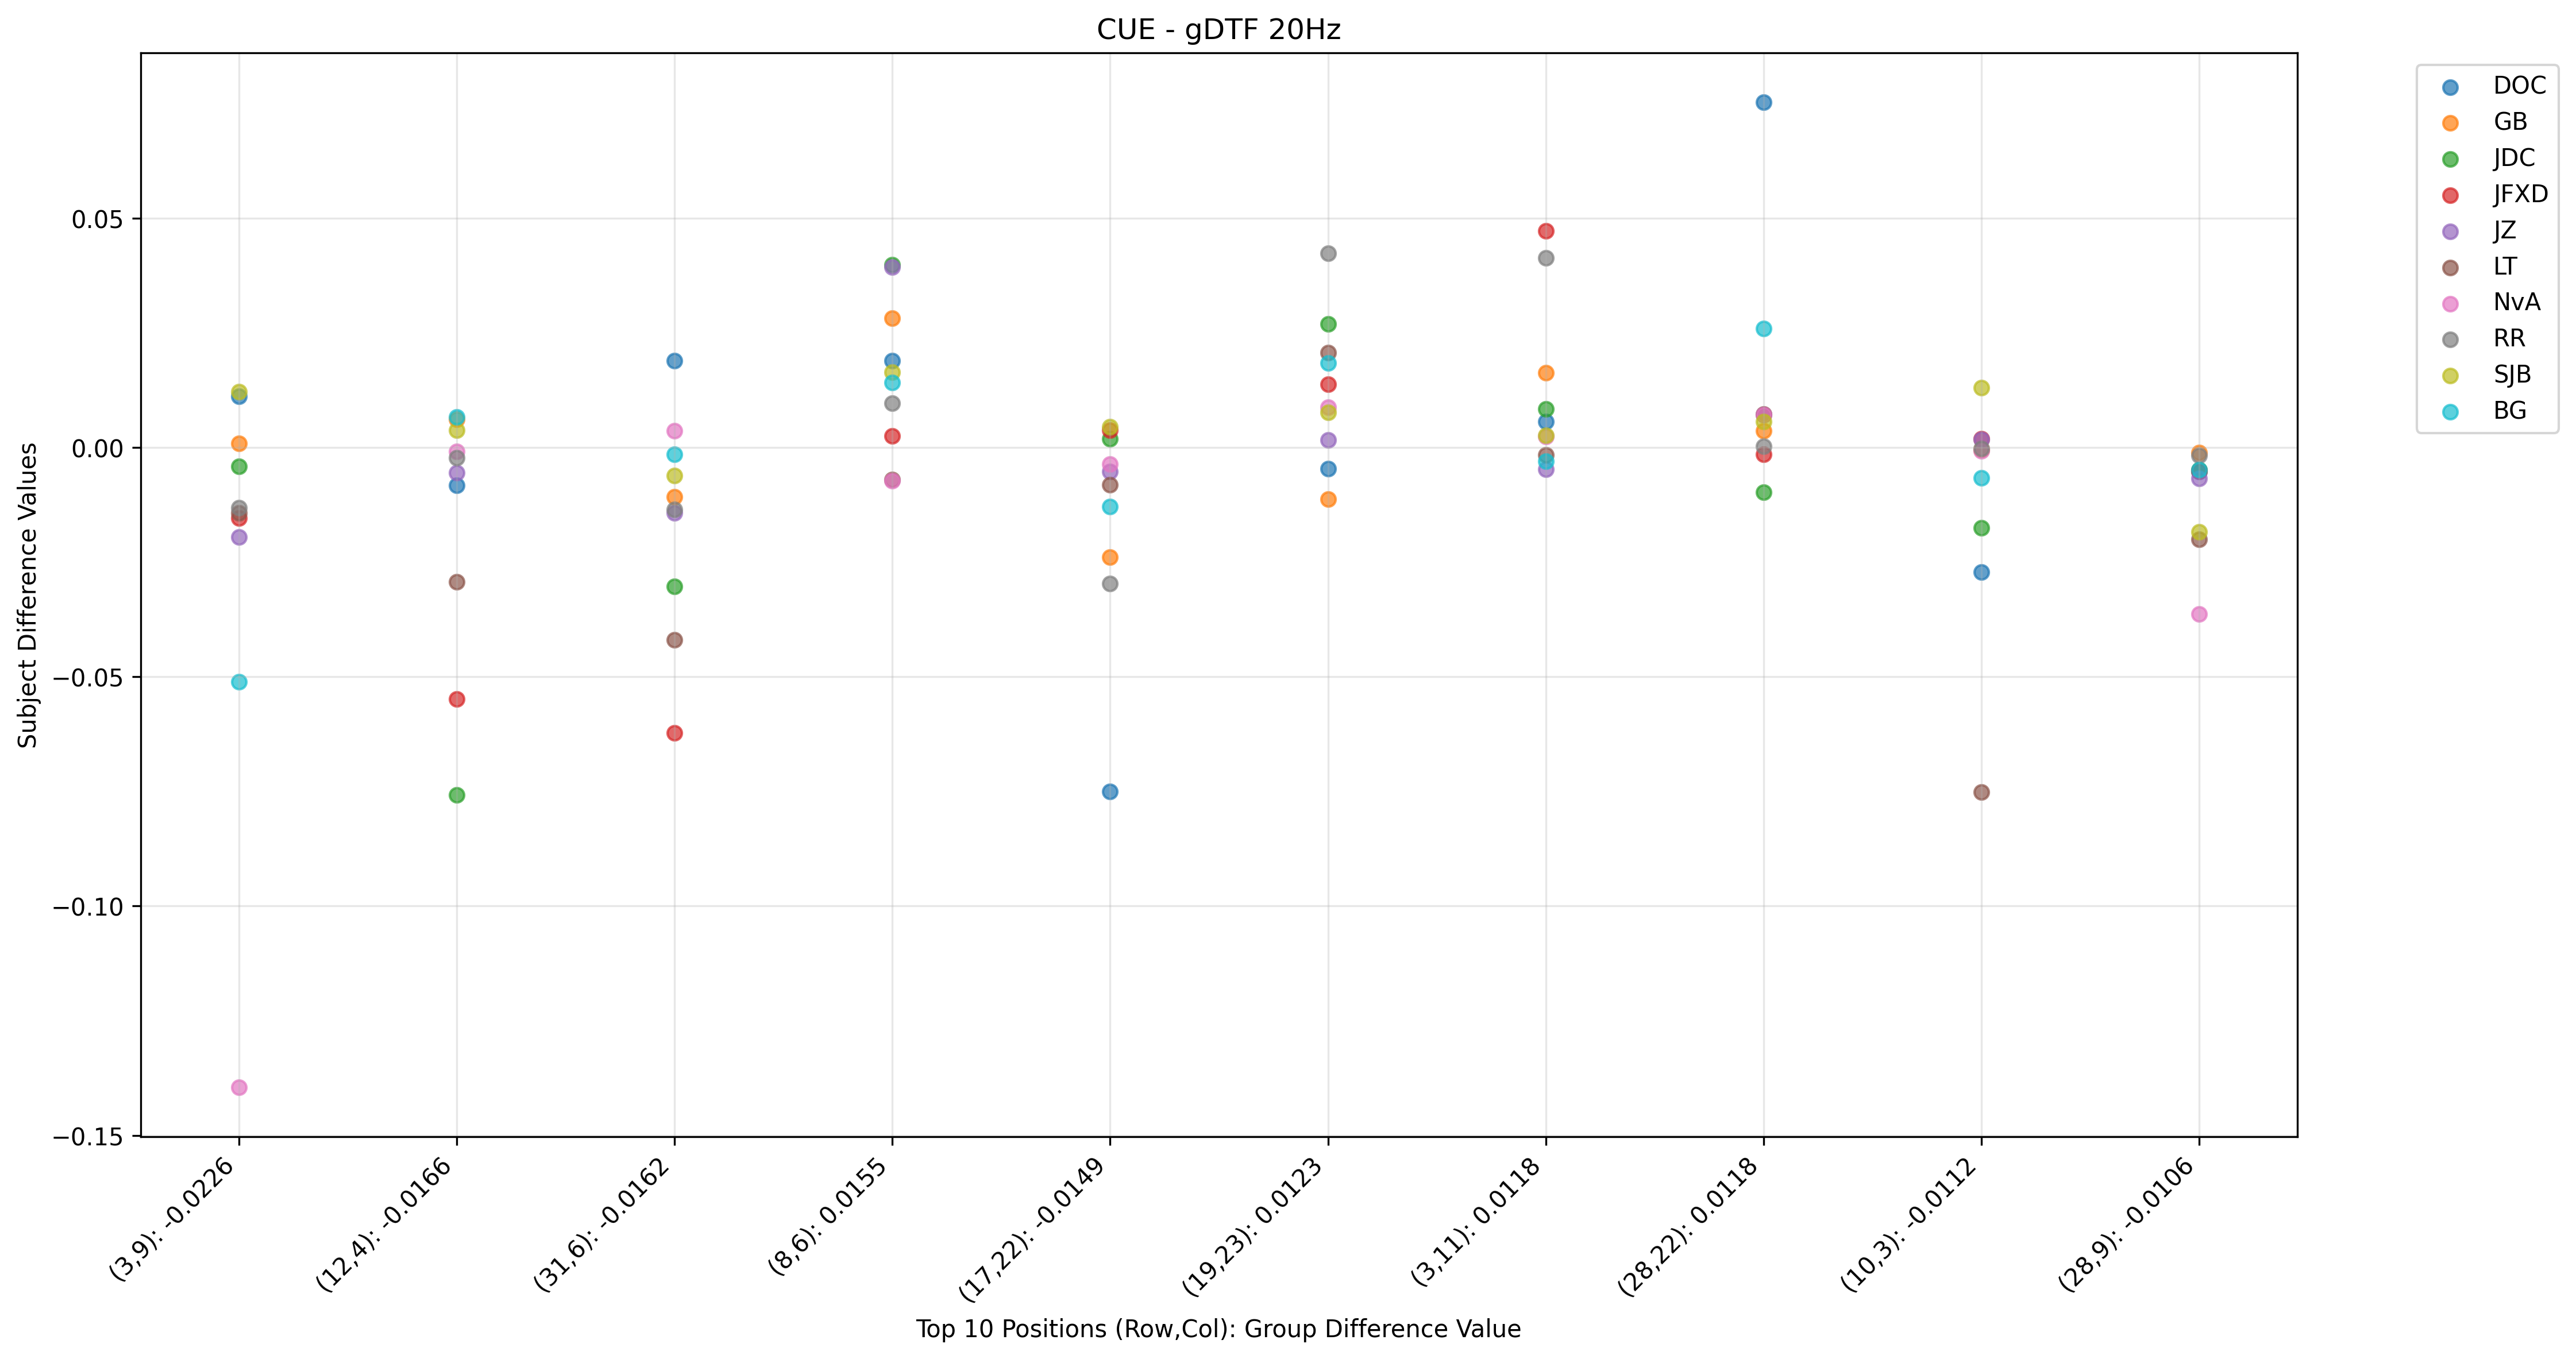 CUE - gDTF 20Hz
Subject Difference Values
0.05
0.00
−0.05
−0.10
−0.15
(3,9): -0.0226
(12,4): -0.0166
(31,6): -0.0162
(8,6): 0.0155
(17,22): -0.0149
(19,23): 0.0123
(3,11): 0.0118
(28,22): 0.0118
(10,3): -0.0112
(28,9): -0.0106
Top 10 Positions (Row,Col): Group Difference Value
DOC
GB
JDC
JFXD
JZ
LT
NvA
RR
SJB
BG